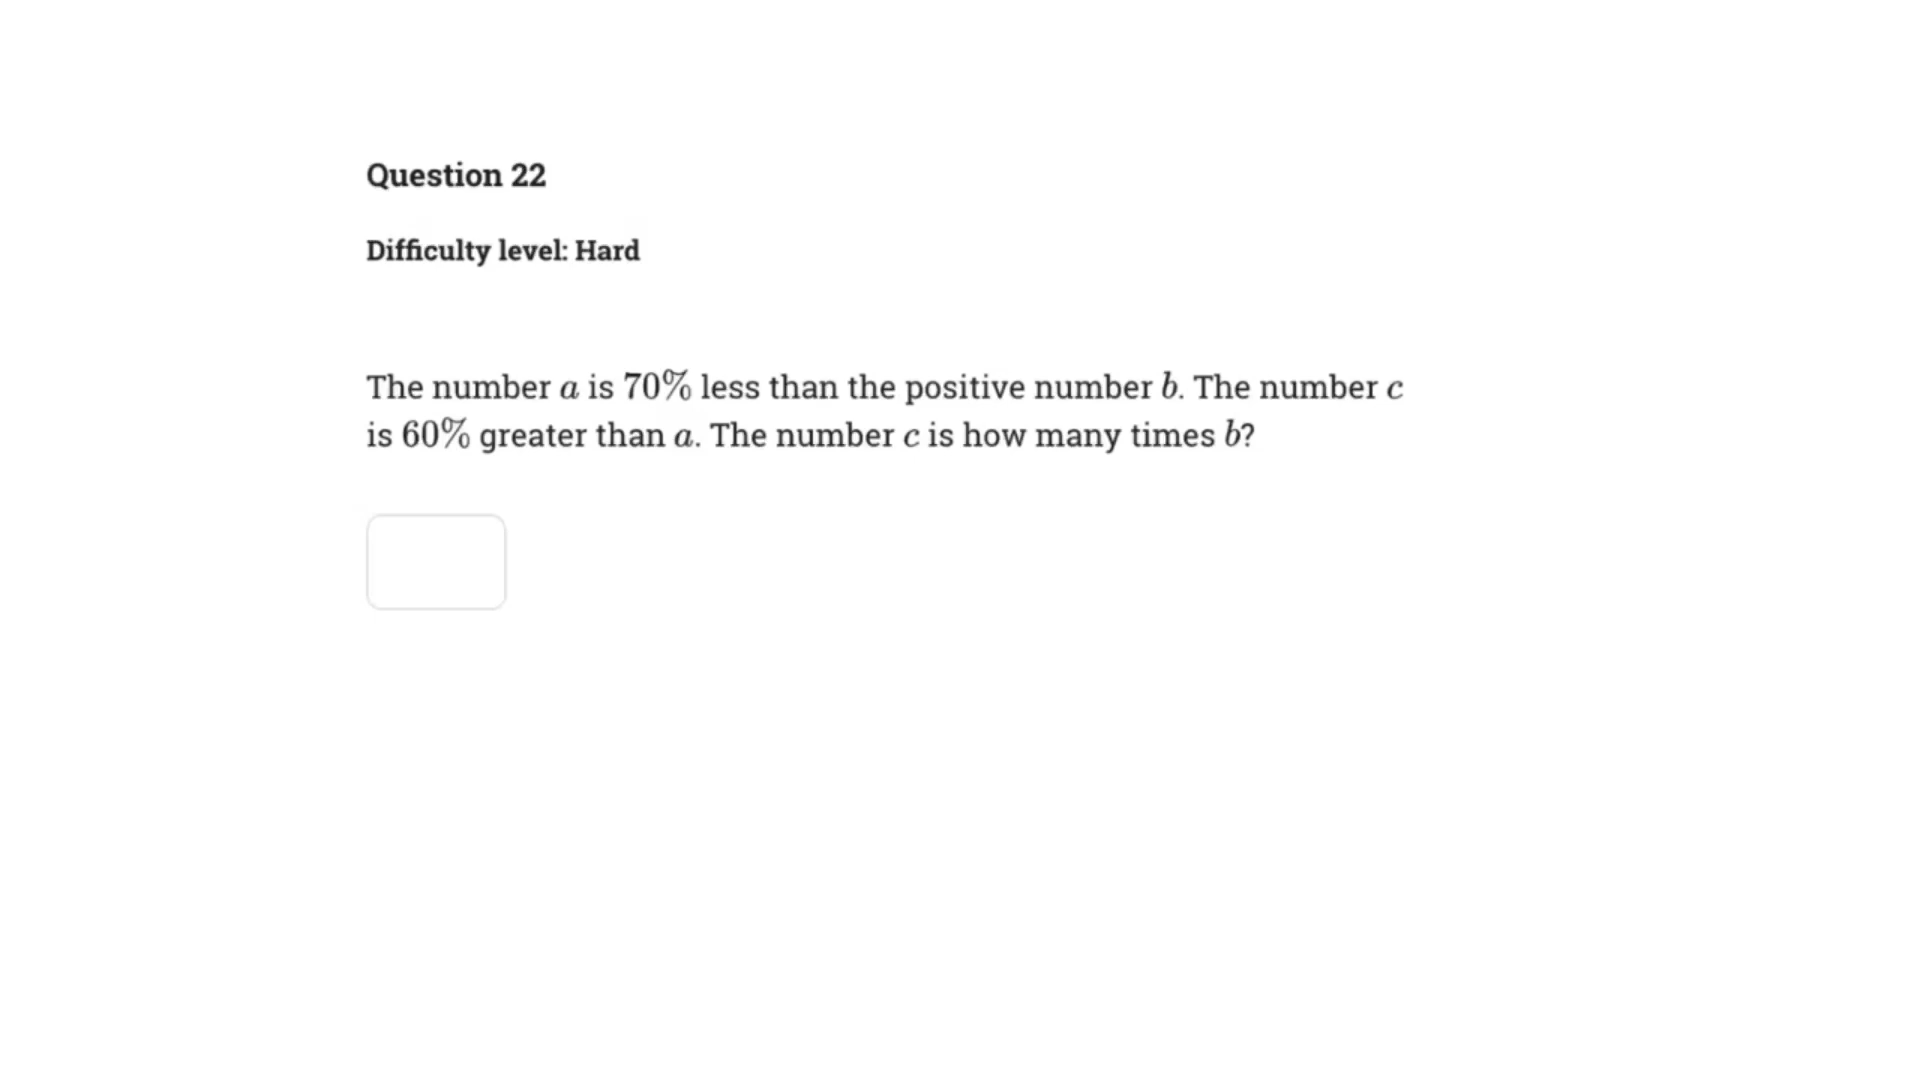 Question 22
Difficulty level: Hard
The number a is 70% less than the positive number b. The number c
is 60% greater than a. The number c is how many times b?